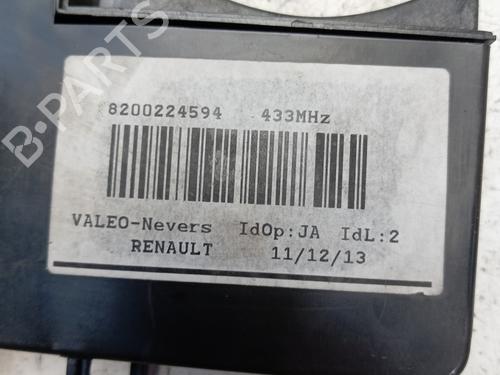 8200224594 433MHz
VALEO-Nevers IdOp:JA IdL:2
RENAULT 11/12/13
B-PARTS